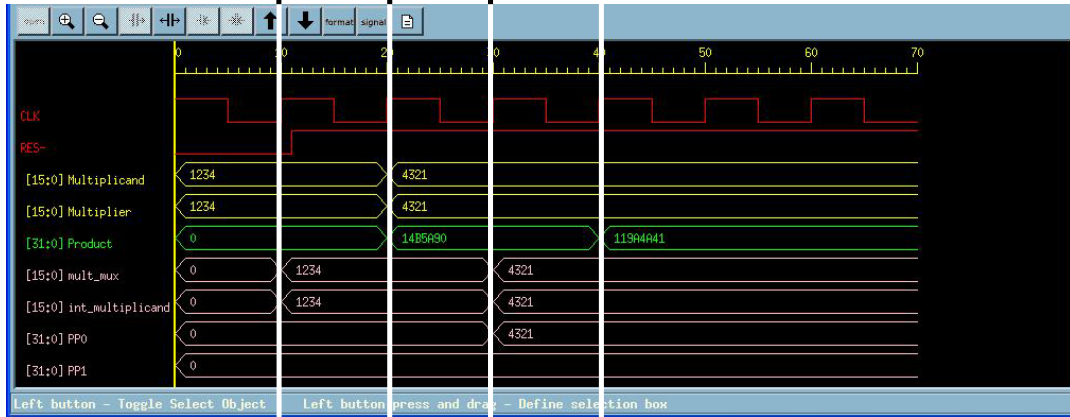 open format signal
0 10 20 30 40 50 60 70
CLK
RES~
[15:0] Multiplicand 1234 4321
[15:0] Multiplier 1234 4321
[31:0] Product 0 14B5A90 119A4A41
[15:0] mult_mux 0 1234 4321
[15:0] int_multiplicand 0 1234 4321
[31:0] PP0 0 4321
[31:0] PP1 0
Left button - Toggle Select Object Left button press and drag - Define selection box